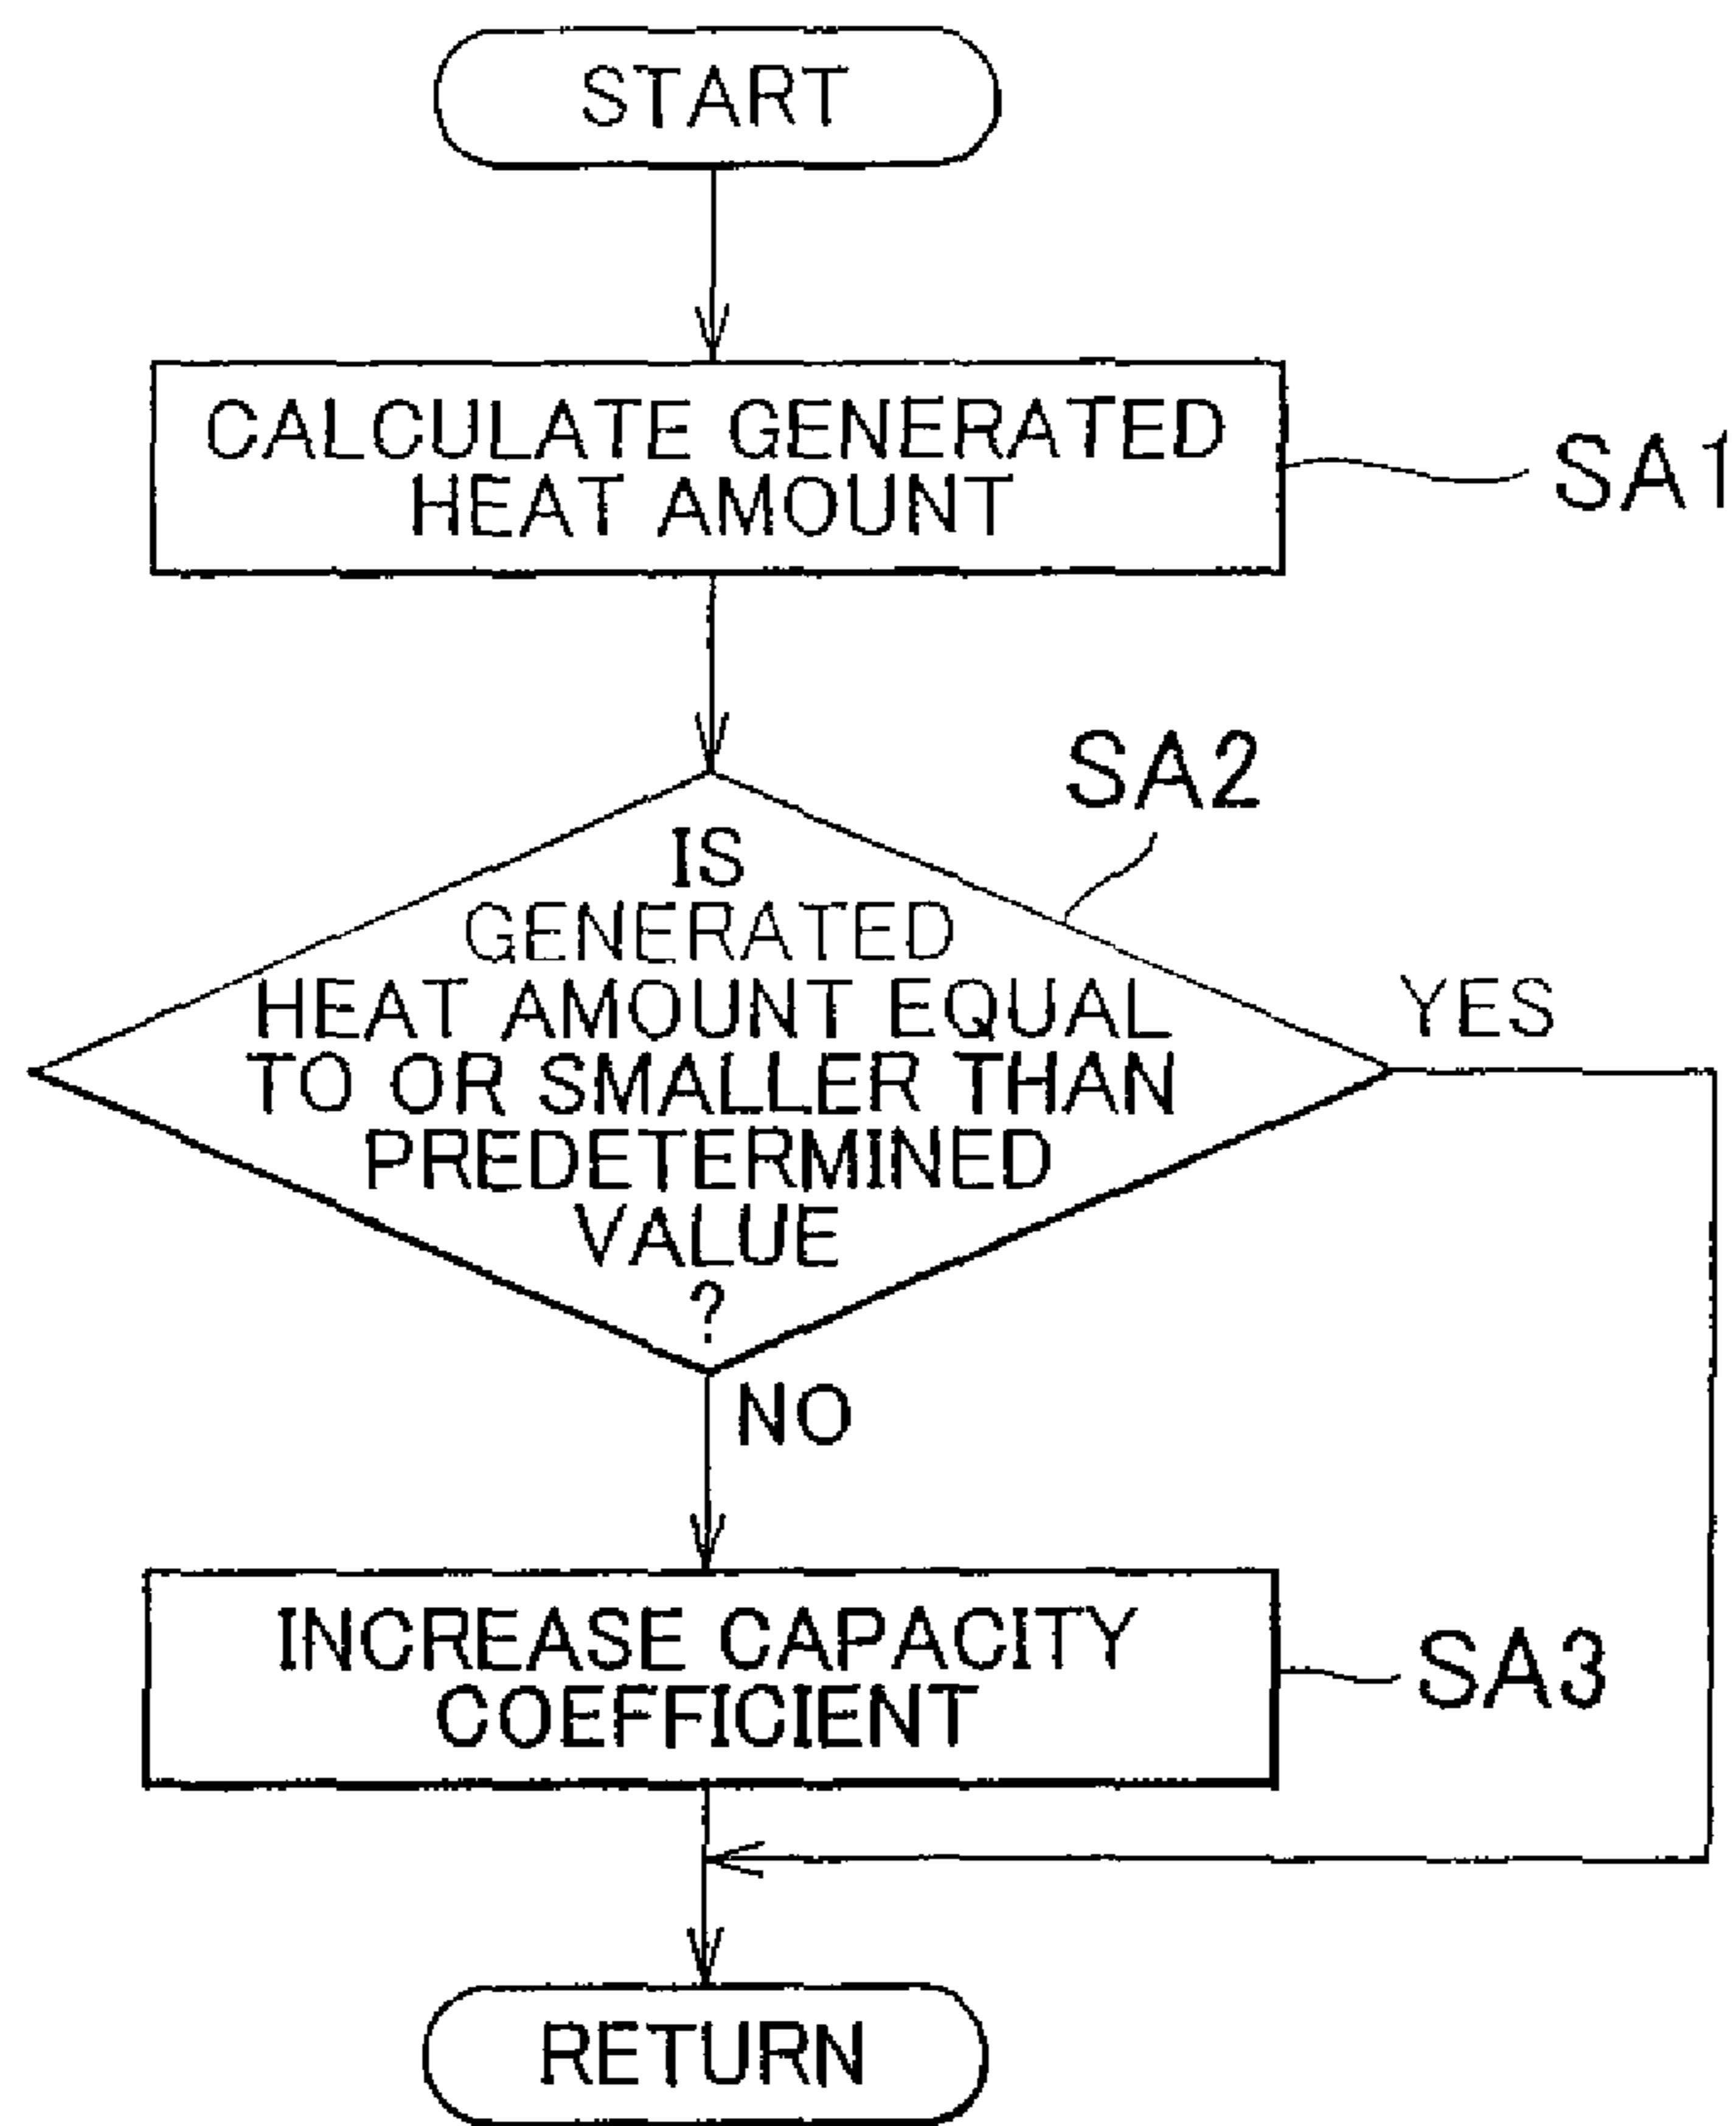 START
CALCULATE GENERATED
HEAT AMOUNT
SA1
SA2
IS
GENERATED
HEAT AMOUNT EQUAL
TO OR SMALLER THAN
PREDETERMINED
VALUE
?
YES
NO
INCREASE CAPACITY
COEFFICIENT
SA3
RETURN